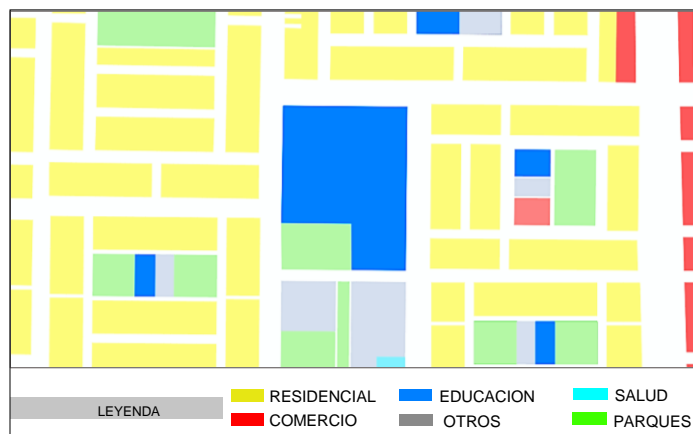 LEYENDA
RESIDENCIAL EDUCACION SALUD
COMERCIO OTROS PARQUES